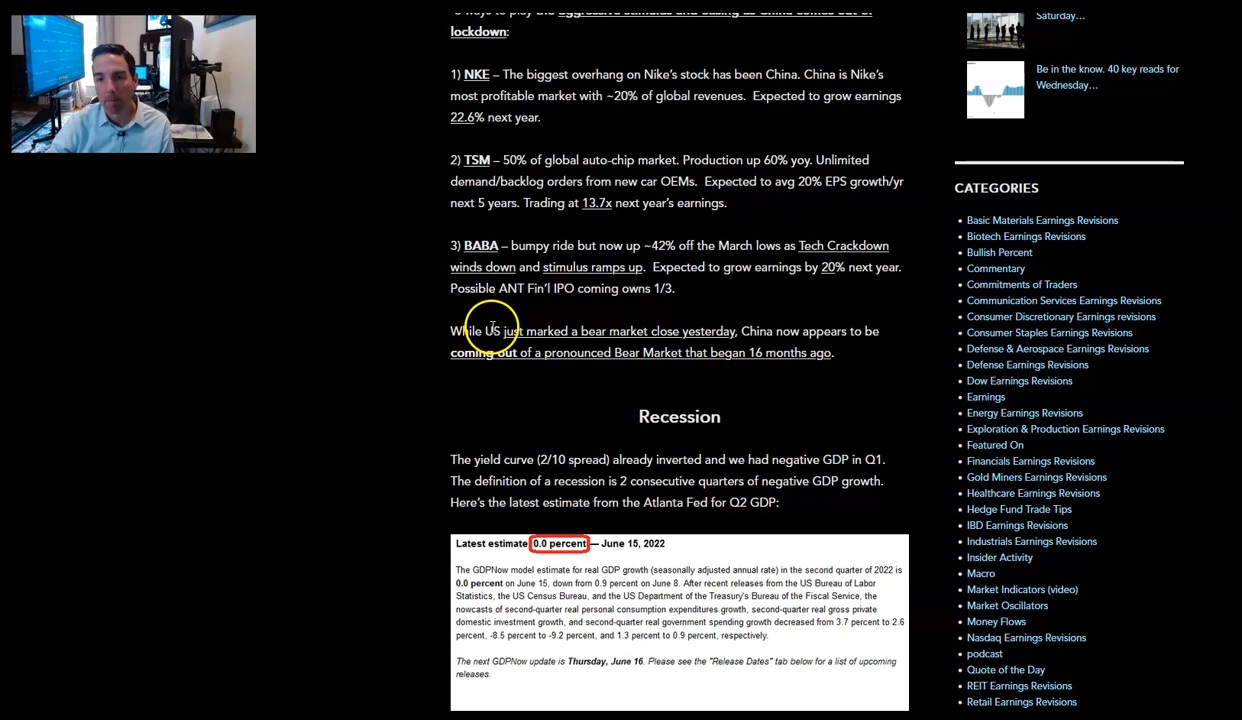 3 ways to play the aggressive stimulus and easing as China comes out of
lockdown:
1) NKE – The biggest overhang on Nike's stock has been China. China is Nike's
most profitable market with ~20% of global revenues. Expected to grow earnings
22.6% next year.
2) TSM – 50% of global auto-chip market. Production up 60% yoy. Unlimited
demand/backlog orders from new car OEMs. Expected to avg 20% EPS growth/yr
next 5 years. Trading at 13.7x next year's earnings.
3) BABA – bumpy ride but now up ~42% off the March lows as Tech Crackdown
winds down and stimulus ramps up. Expected to grow earnings by 20% next year.
Possible ANT Fin'l IPO coming owns 1/3.
While US just marked a bear market close yesterday, China now appears to be
coming out of a pronounced Bear Market that began 16 months ago.
Recession
The yield curve (2/10 spread) already inverted and we had negative GDP in Q1.
The definition of a recession is 2 consecutive quarters of negative GDP growth.
Here's the latest estimate from the Atlanta Fed for Q2 GDP:
Latest estimate 0.0 percent — June 15, 2022
The GDPNow model estimate for real GDP growth (seasonally adjusted annual rate) in the second quarter of 2022 is
0.0 percent on June 15, down from 0.9 percent on June 8. After recent releases from the US Bureau of Labor
Statistics, the US Census Bureau, and the US Department of the Treasury's Bureau of the Fiscal Service, the
nowcasts of second-quarter real personal consumption expenditures growth, second-quarter real gross private
domestic investment growth, and second-quarter real government spending growth decreased from 3.7 percent to 2.6
percent, -8.5 percent to -9.2 percent, and 1.3 percent to 0.9 percent, respectively.
The next GDPNow update is Thursday, June 16. Please see the "Release Dates" tab below for a list of upcoming
releases.
Saturday…
Be in the know. 40 key reads for
Wednesday…
CATEGORIES
Basic Materials Earnings Revisions
Biotech Earnings Revisions
Bullish Percent
Commentary
Commitments of Traders
Communication Services Earnings Revisions
Consumer Discretionary Earnings revisions
Consumer Staples Earnings Revisions
Defense & Aerospace Earnings Revisions
Defense Earnings Revisions
Dow Earnings Revisions
Earnings
Energy Earnings Revisions
Exploration & Production Earnings Revisions
Featured On
Financials Earnings Revisions
Gold Miners Earnings Revisions
Healthcare Earnings Revisions
Hedge Fund Trade Tips
IBD Earnings Revisions
Industrials Earnings Revisions
Insider Activity
Macro
Market Indicators (video)
Market Oscillators
Money Flows
Nasdaq Earnings Revisions
podcast
Quote of the Day
REIT Earnings Revisions
Retail Earnings Revisions